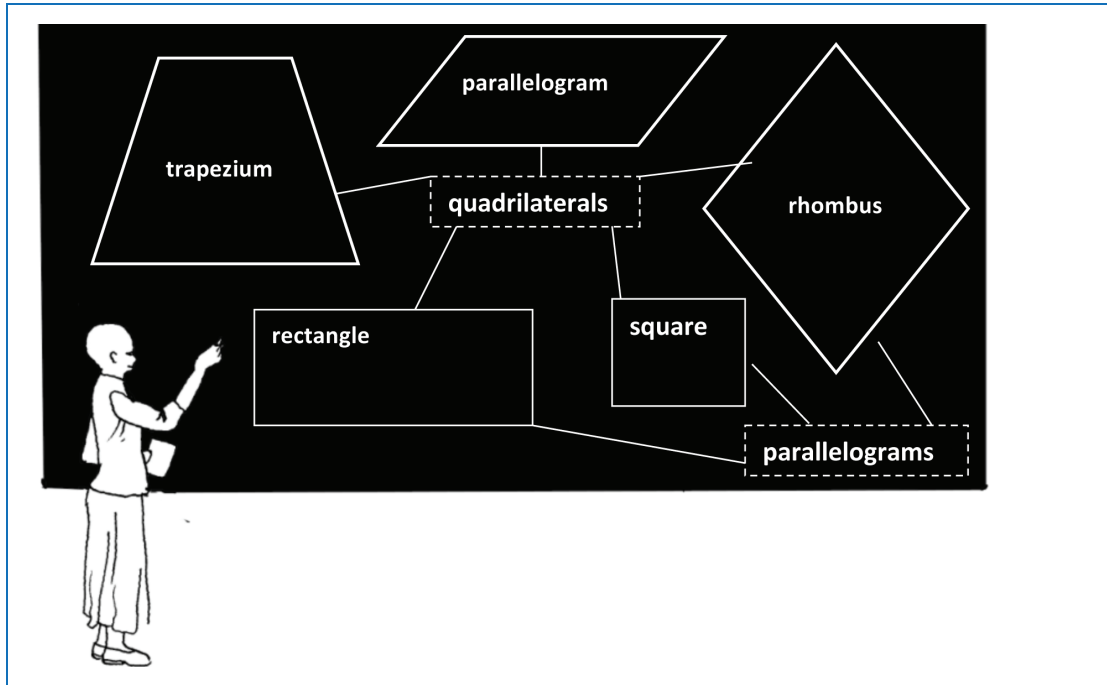 parallelogram
trapezium
quadrilaterals
rhombus
rectangle
square
parallelograms